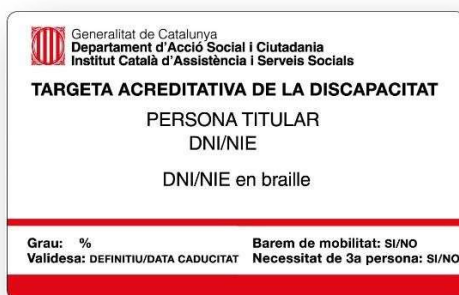 Generalitat de Catalunya
Departament d'Acció Social i Ciutadania
Institut Català d'Assistència i Serveis Socials
TARGETA ACREDITATIVA DE LA DISCAPACITAT
PERSONA TITULAR
DNI/NIE
DNI/NIE en braille
Grau: % Barem de mobilitat: SI/NO
Validesa: DEFINITIU/DATA CADUCITAT Necessitat de 3a persona: SI/NO